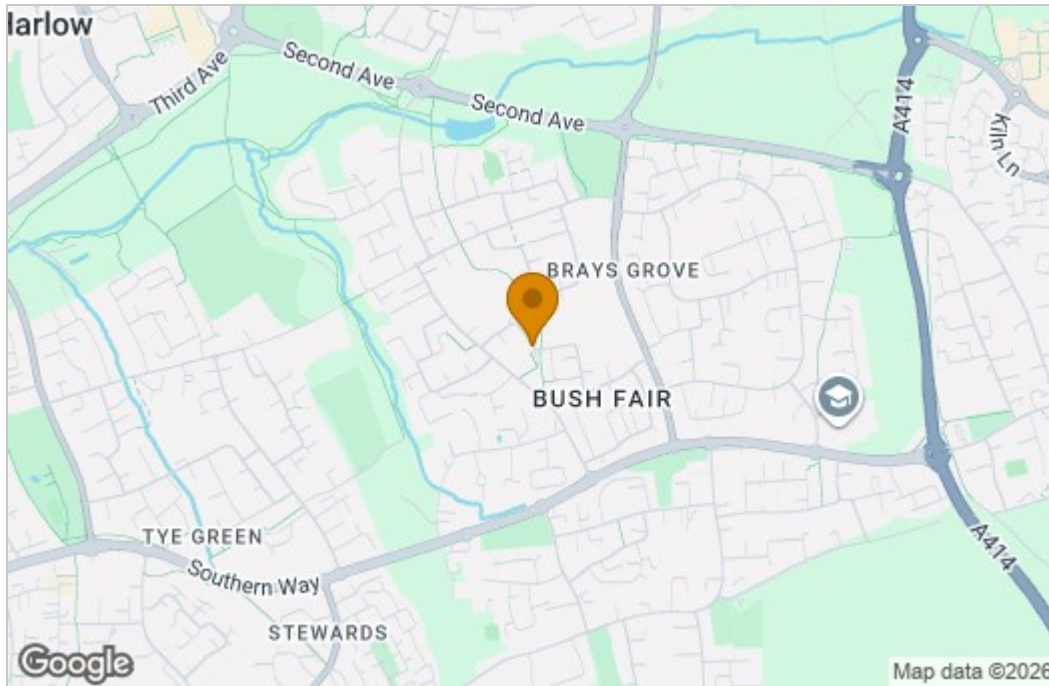 Harlow
Third Ave
Second Ave
Second Ave
A414
Kiln Ln
BRAYS GROVE
BUSH FAIR
TYE GREEN
Southern Way
A414
STEWARDS
Google
Map data ©2026